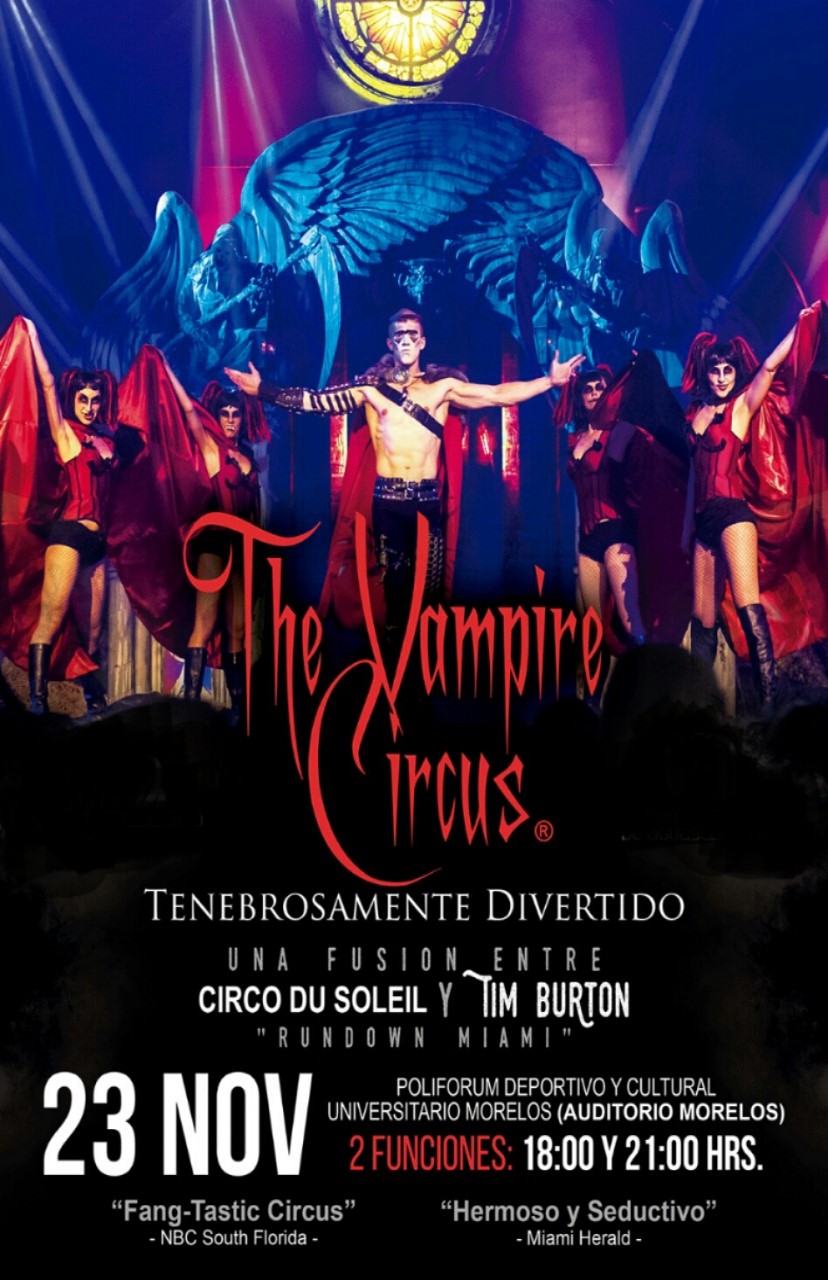 The Vampire
Circus®
TENEBROSAMENTE DIVERTIDO
UNA FUSION ENTRE
CIRCO DU SOLEIL Y TIM BURTON
"RUNDOWN MIAMI"
23 NOV
POLIFORUM DEPORTIVO Y CULTURAL
UNIVERSITARIO MORELOS (AUDITORIO MORELOS)
2 FUNCIONES: 18:00 Y 21:00 HRS.
“Fang-Tastic Circus”
- NBC South Florida -
“Hermoso y Seductivo”
- Miami Herald -